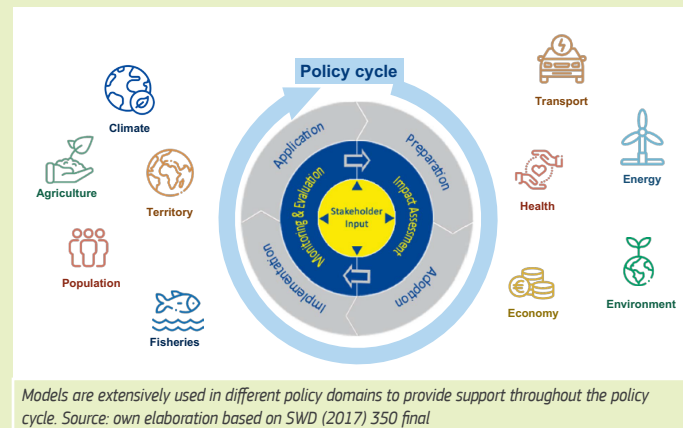 Policy cycle
Climate
Agriculture
Territory
Population
Fisheries
Application
Preparation
Monitoring & Evaluation
Impact Assessment
Stakeholder
Input
Implementation
Adoption
Transport
Energy
Health
Economy
Environment
Models are extensively used in different policy domains to provide support throughout the policy
cycle. Source: own elaboration based on SWD (2017) 350 final